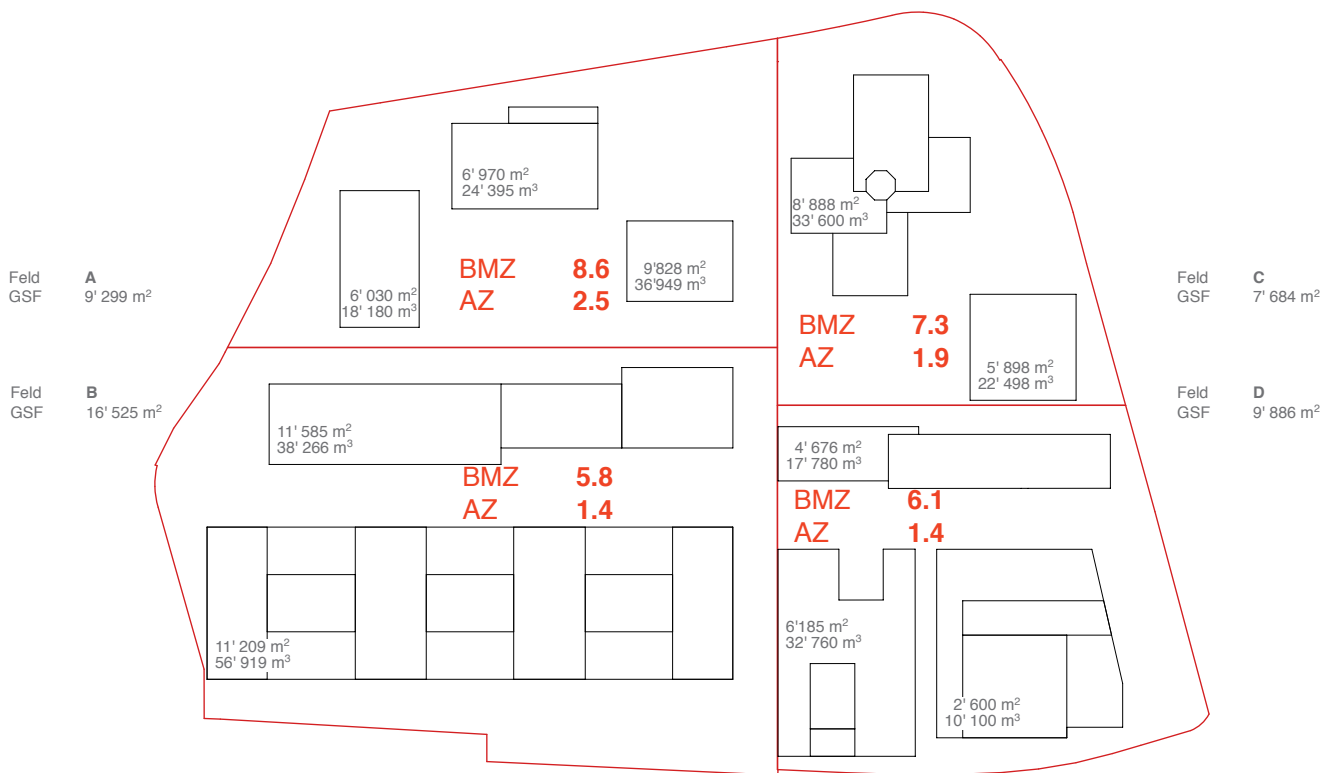 6' 970 m²
24' 395 m³
8' 888 m²
33' 600 m³
Feld A
GSF 9' 299 m²
6' 030 m²
18' 180 m³
BMZ 8.6
AZ 2.5
9'828 m²
36'949 m³
Feld C
GSF 7' 684 m²
BMZ 7.3
AZ 1.9
5' 898 m²
22' 498 m³
Feld B
GSF 16' 525 m²
Feld D
GSF 9' 886 m²
11' 585 m²
38' 266 m³
BMZ 5.8
AZ 1.4
4' 676 m²
17' 780 m³
BMZ 6.1
AZ 1.4
11' 209 m²
56' 919 m³
6'185 m²
32' 760 m³
2' 600 m²
10' 100 m³